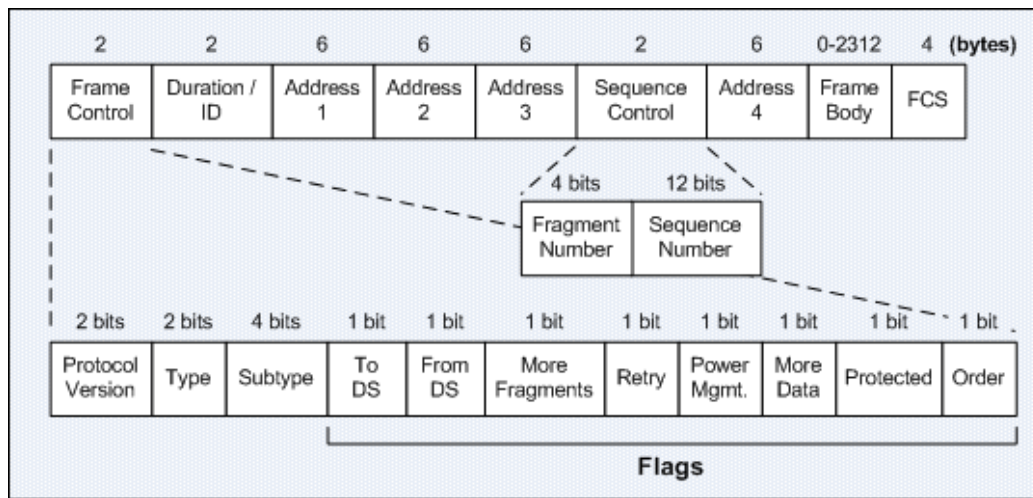 2 2 6 6 6 2 6 0-2312 4 (bytes)
Frame Control
Duration / ID
Address 1
Address 2
Address 3
Sequence Control
Address 4
Frame Body
FCS
4 bits 12 bits
Fragment Number
Sequence Number
2 bits 2 bits 4 bits 1 bit 1 bit 1 bit 1 bit 1 bit 1 bit 1 bit 1 bit
Protocol Version
Type
Subtype
To DS
From DS
More Fragments
Retry
Power Mgmt.
More Data
Protected
Order
Flags